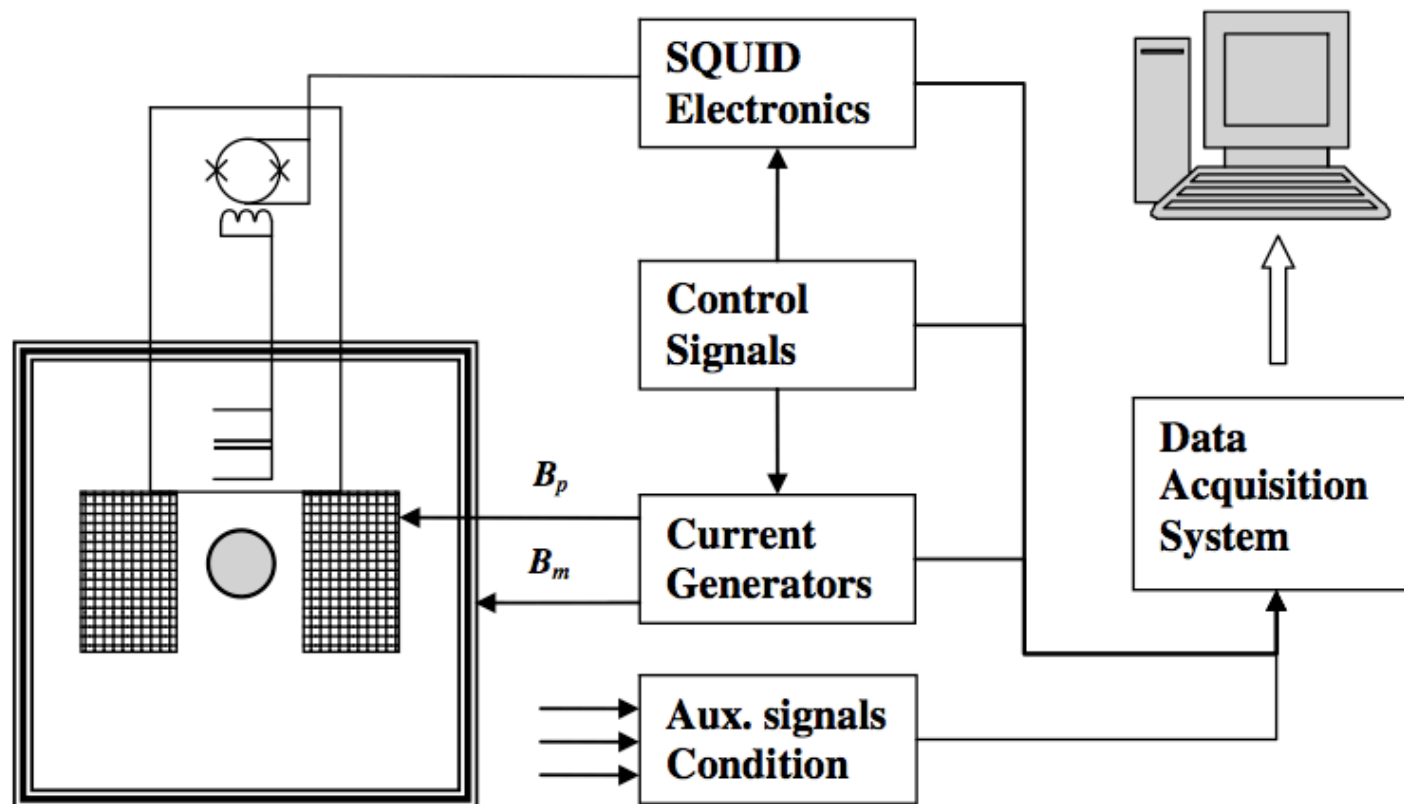 SQUID
Electronics
Control
Signals
B_p
B_m
Current
Generators
Data
Acquisition
System
Aux. signals
Condition